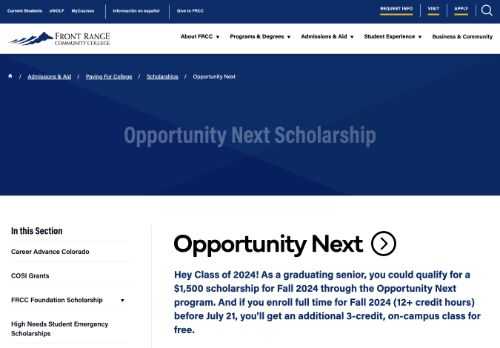 Current Students eWOLF MyCourses Información en español Give to FRCC REQUEST INFO VISIT APPLY
FRONT RANGE
COMMUNITY COLLEGE
About FRCC Programs & Degrees Admissions & Aid Student Experience Business & Community
/ Admissions & Aid / Paying For College / Scholarships / Opportunity Next
Opportunity Next Scholarship
In this Section
Career Advance Colorado
COSI Grants
FRCC Foundation Scholarship
High Needs Student Emergency
Scholarships
Opportunity Next
Hey Class of 2024! As a graduating senior, you could qualify for a
$1,500 scholarship for Fall 2024 through the Opportunity Next
program. And if you enroll full time for Fall 2024 (12+ credit hours)
before July 21, you'll get an additional 3-credit, on-campus class for
free.